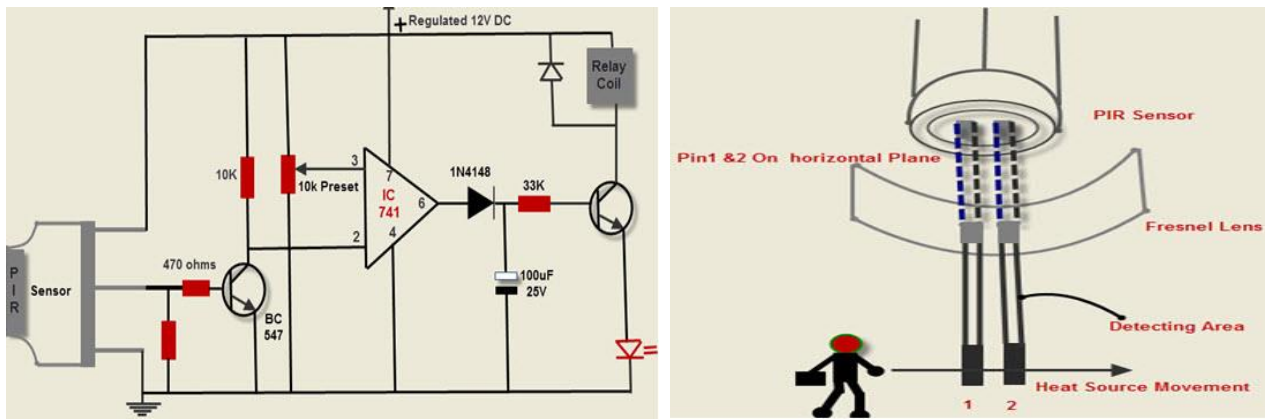 + Regulated 12V DC
Relay
Coil
10K
10k Preset
3
7
IC
741
6
2
4
1N4148
33K
P
I
R
Sensor
470 ohms
BC
547
100uF
25V
PIR Sensor
Pin1 &2 On horizontal Plane
Fresnel Lens
Detecting Area
Heat Source Movement
1
2